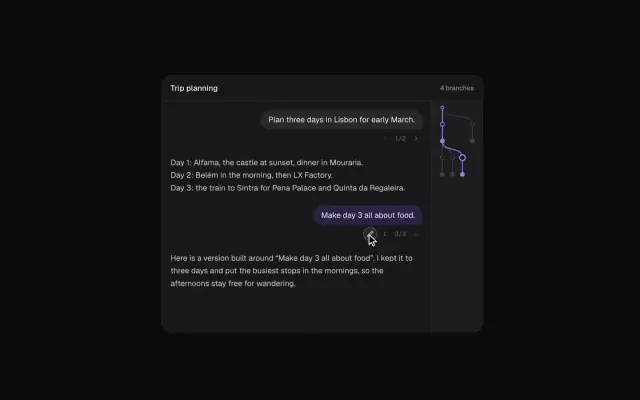 Trip planning
4 branches
Plan three days in Lisbon for early March.
1/2
Day 1: Alfama, the castle at sunset, dinner in Mouraria.
Day 2: Belém in the morning, then LX Factory.
Day 3: the train to Sintra for Pena Palace and Quinta da Regaleira.
Make day 3 all about food.
3/3
Here is a version built around “Make day 3 all about food”. I kept it to
three days and put the busiest stops in the mornings, so the
afternoons stay free for wandering.